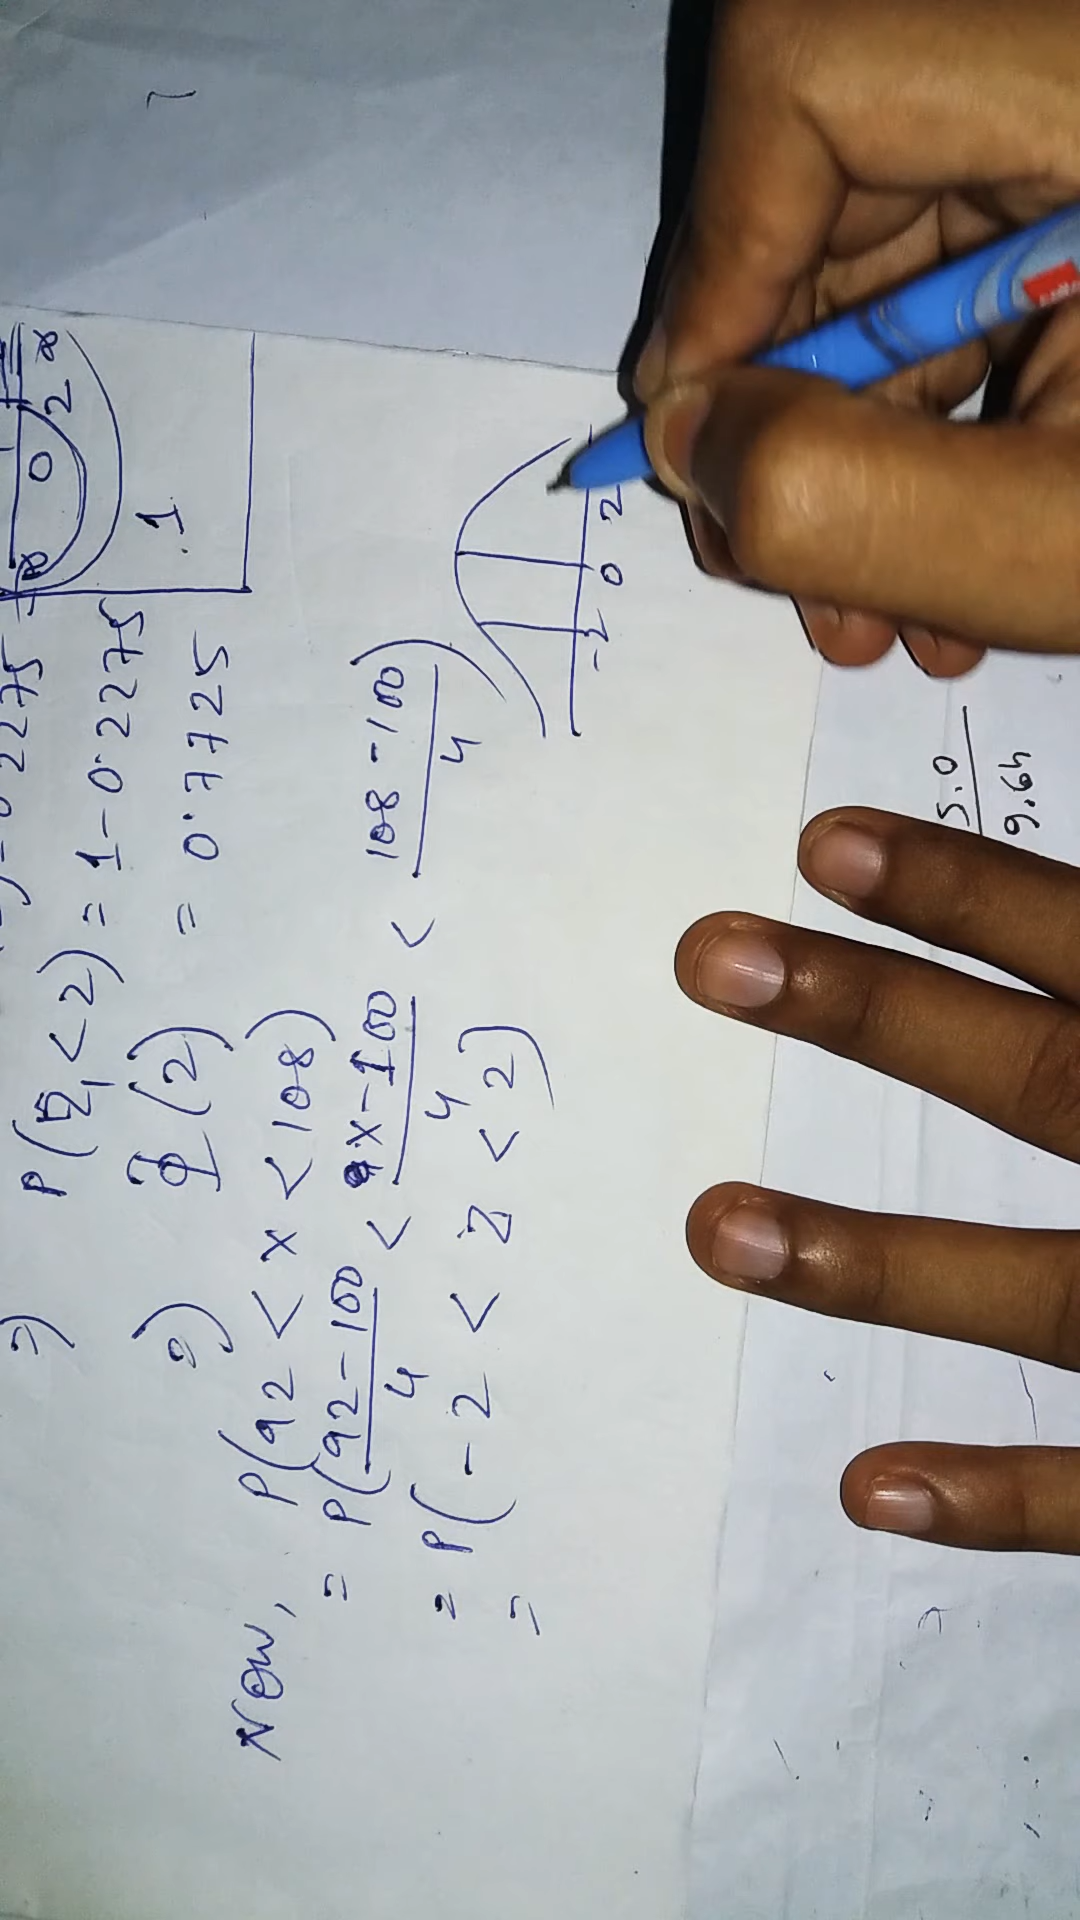 ∞ 0 2 ∞
=) P(Z₁<2) = 1-0.2275
.1
=) Φ(2) = 0.7725
Now, P(92 < x < 108)
= P(92-100/4 < x-100/4 < 108-100/4)
= P(-2 < Z < 2)
=
-2 0 2
5.0
9.64